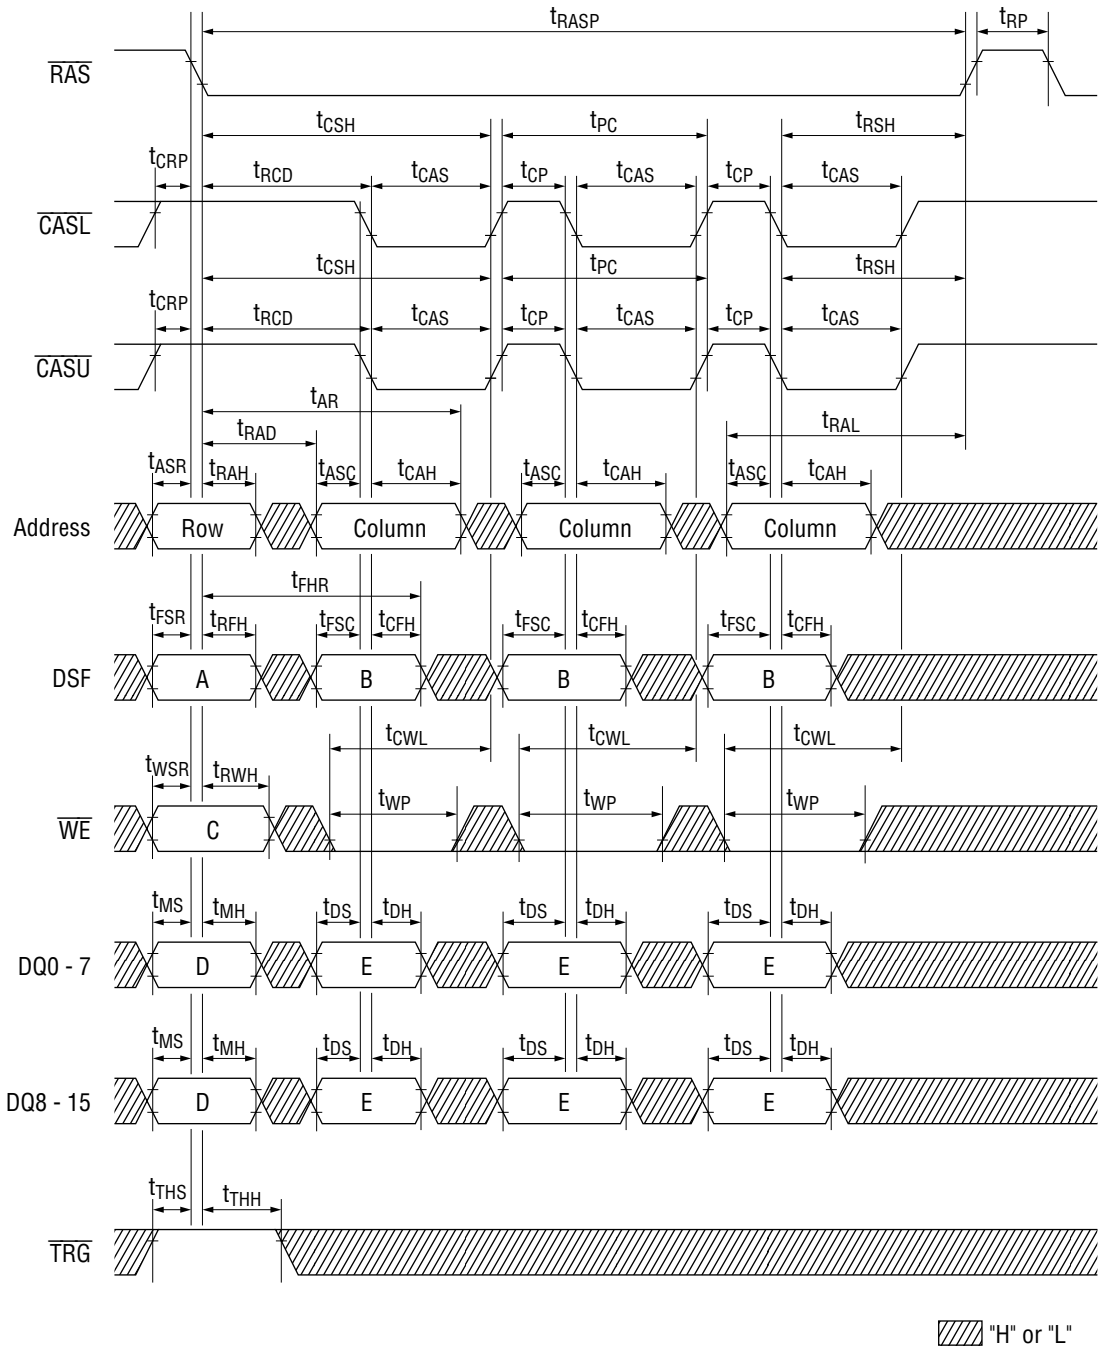 tRASP tRP
RAS
tCSH tPC tRSH
tCRP tRCD tCAS tCP tCAS tCP tCAS
CASL
tCSH tPC tRSH
tCRP tRCD tCAS tCP tCAS tCP tCAS
CASU
tAR
tRAD tRAL
tASR tRAH tASC tCAH tASC tCAH tASC tCAH
Address Row Column Column Column
tFHR
tFSR tRFH tFSC tCFH tFSC tCFH tFSC tCFH
DSF A B B B
tCWL tCWL tCWL
tWSR tRWH
tWP tWP tWP
WE C
tMS tMH tDS tDH tDS tDH tDS tDH
DQ0 - 7 D E E E
tMS tMH tDS tDH tDS tDH tDS tDH
DQ8 - 15 D E E E
tTHS tTHH
TRG
"H" or "L"